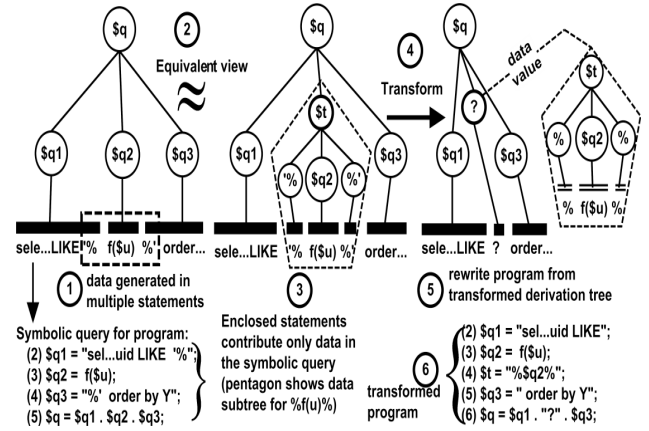 $q
2
Equivalent view
≈
$q1
$q2
$q3
sele...LIKE '% f($u) %' order...
1
data generated in
multiple statements
Symbolic query for program:
(2) $q1 = "sel...uid LIKE '%";
(3) $q2 = f($u);
(4) $q3 = "%' order by Y";
(5) $q = $q1 . $q2 . $q3;
$q
$t
$q1
'%
$q2
%'
$q3
sele...LIKE '% f($u) %' order...
3
Enclosed statements
contribute only data in
the symbolic query
(pentagon shows data
subtree for %f(u)%)
4
Transform
$q
?
$q1
$q3
sele...LIKE ? order...
data
value
$t
%
$q2
%
% f($u) %
5
rewrite program from
transformed derivation tree
6
transformed
program
(2) $q1 = "sel...uid LIKE";
(3) $q2 = f($u);
(4) $t = "%$q2%";
(5) $q3 = " order by Y";
(6) $q = $q1 . "?" . $q3;